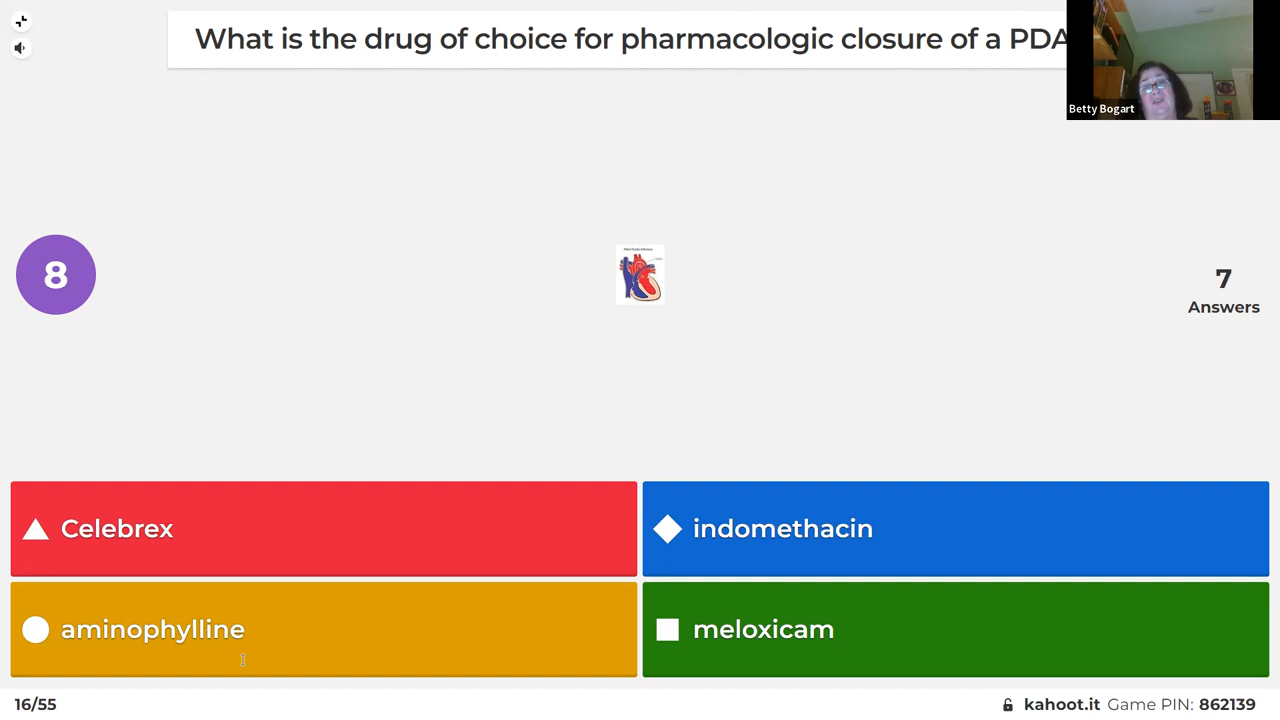 What is the drug of choice for pharmacologic closure of a PDA
Betty Bogart
8
7
Answers
Celebrex
indomethacin
aminophylline
meloxicam
16/55
kahoot.it Game PIN: 862139